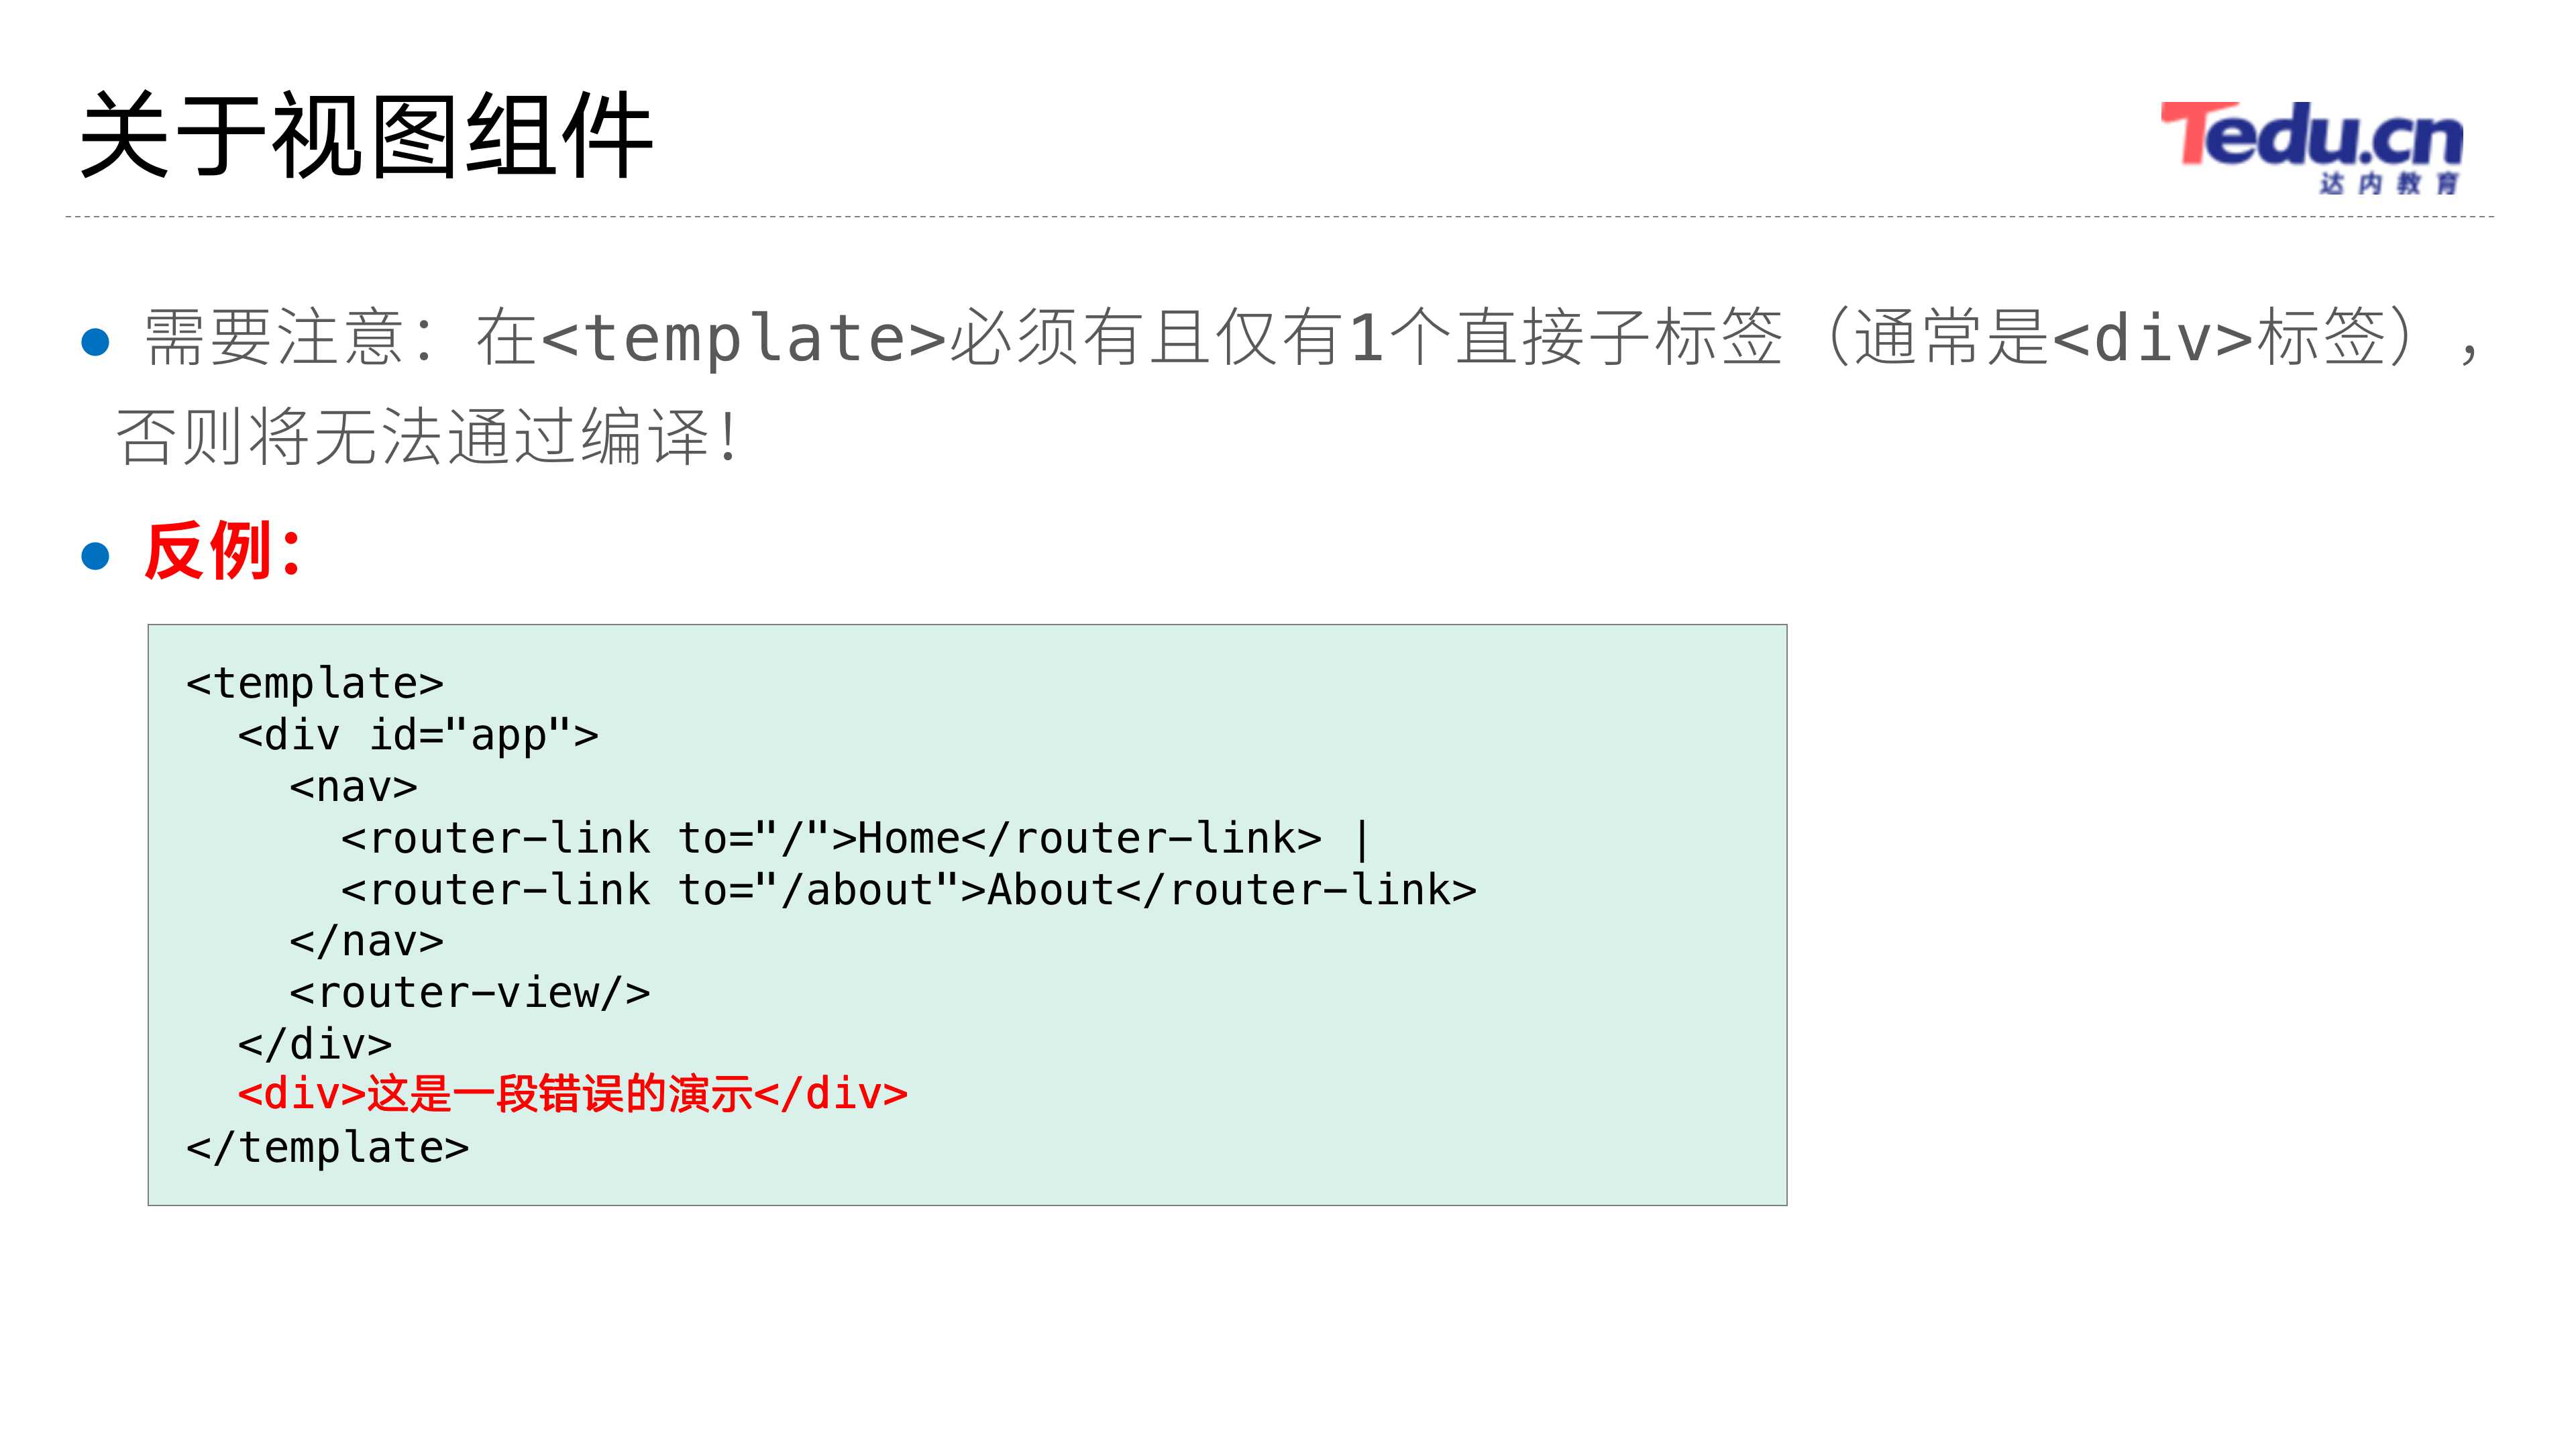 关于视图组件
Tedu.cn
达内教育
● 需要注意：在<template>必须有且仅有1个直接子标签（通常是<div>标签），
否则将无法通过编译！
● 反例：
<template>
  <div id="app">
    <nav>
      <router-link to="/">Home</router-link> |
      <router-link to="/about">About</router-link>
    </nav>
    <router-view/>
  </div>
  <div>这是一段错误的演示</div>
</template>